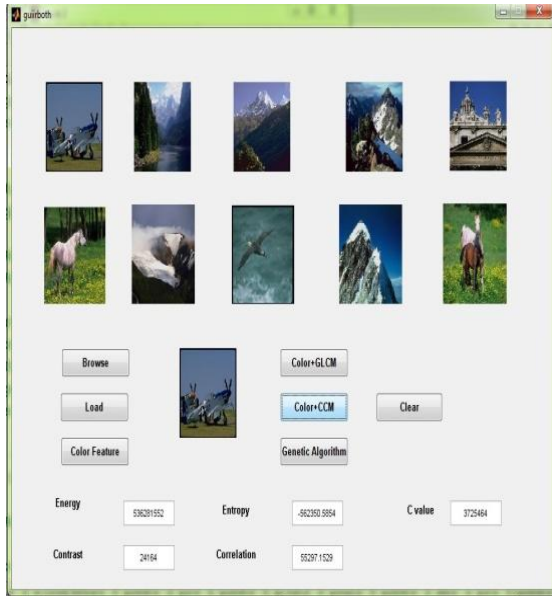 guirboth
Browse
Color+GLCM
Load
Color+CCM
Clear
Color Feature
Genetic Algorithm
Energy
536281552
Entropy
-562350.5854
C value
3725464
Contrast
24164
Correlation
55297.1529